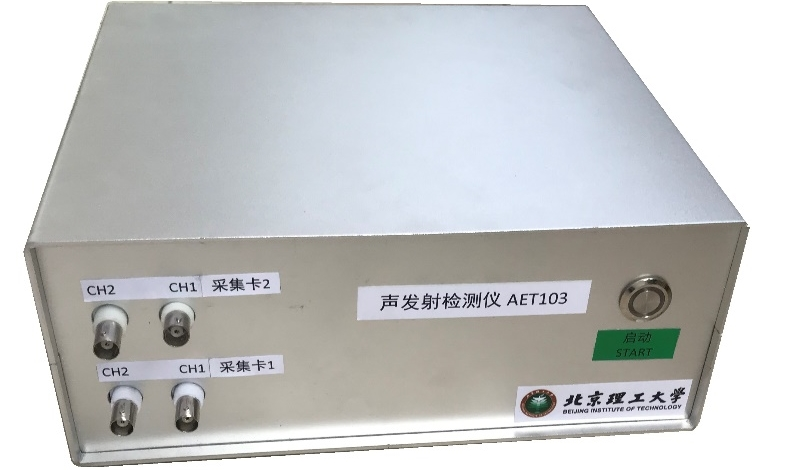 CH2 CH1 采集卡2
声发射检测仪 AET103
启动
START
CH2 CH1 采集卡1
北京理工大学
BEIJING INSTITUTE OF TECHNOLOGY